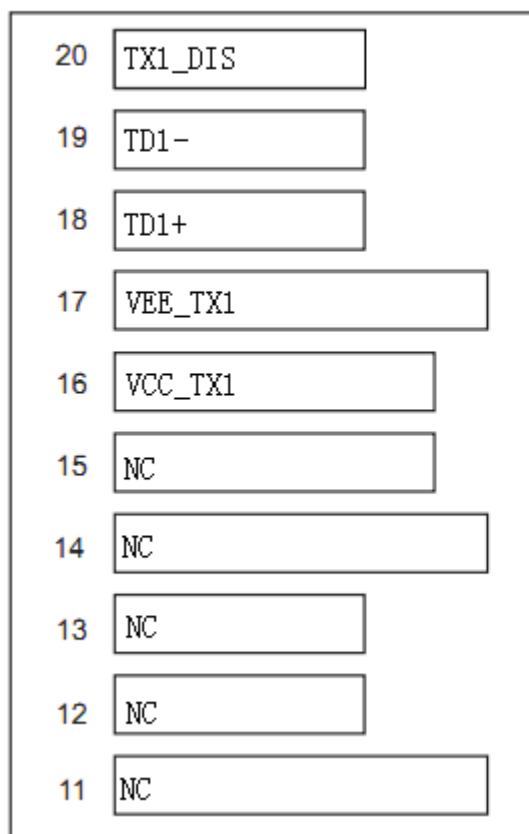 20 TX1_DIS
19 TD1-
18 TD1+
17 VEE_TX1
16 VCC_TX1
15 NC
14 NC
13 NC
12 NC
11 NC